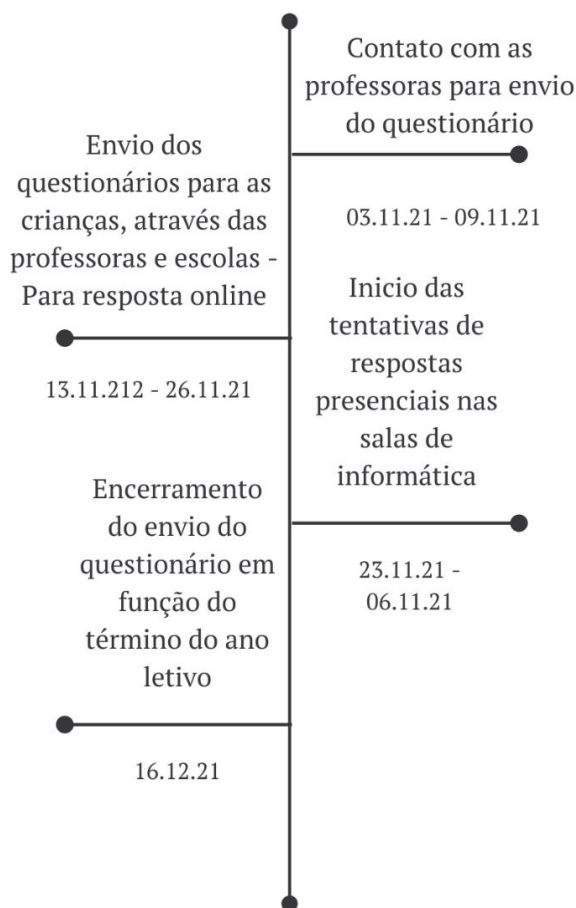 Contato com as
professoras para envio
do questionário
03.11.21 - 09.11.21
Envio dos
questionários para as
crianças, através das
professoras e escolas -
Para resposta online
13.11.212 - 26.11.21
Inicio das
tentativas de
respostas
presenciais nas
salas de
informática
23.11.21 -
06.11.21
Encerramento
do envio do
questionário em
função do
término do ano
letivo
16.12.21